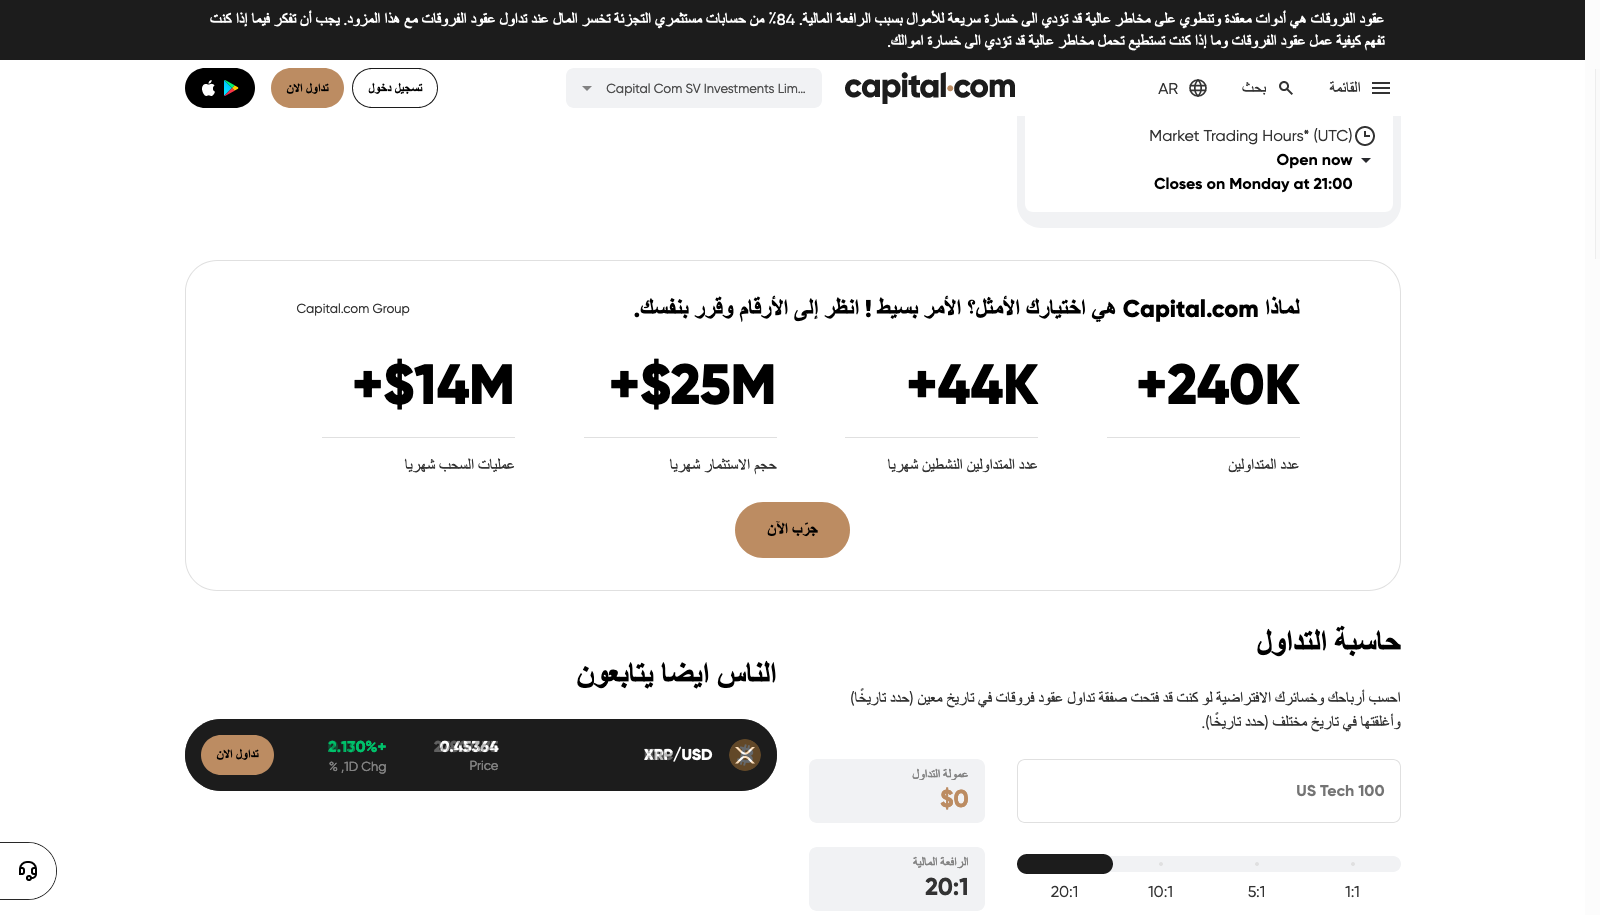 عقود الفروقات هي أدوات معقدة وتنطوي على مخاطر عالية قد تؤدي الى خسارة سريعة للأموال بسبب الرافعة المالية. 84٪ من حسابات مستثمري التجزئة تخسر المال عند تداول عقود الفروقات مع هذا المزود. يجب أن تفكر فيما إذا كنت
تفهم كيفية عمل عقود الفروقات وما إذا كنت تستطيع تحمل مخاطر عالية قد تؤدي الى خسارة اموالك.
القائمة
بحث
AR
capital.com
Capital Com SV Investments Lim...
تسجيل دخول
تداول الان
Market Trading Hours* (UTC)
Open now
Closes on Monday at 21:00
لماذا Capital.com هي اختيارك الأمثل؟ الأمر بسيط ! انظر إلى الأرقام وقرر بنفسك.
Capital.com Group
+240K
عدد المتداولين
+44K
عدد المتداولين النشطين شهريا
+$25M
حجم الاستثمار شهريا
+$14M
عمليات السحب شهريا
جرّب الآن
حاسبة التداول
احسب أرباحك وخسائرك الافتراضية لو كنت قد فتحت صفقة تداول عقود فروقات في تاريخ معين (حدد تاريخًا)
وأغلقتها في تاريخ مختلف (حدد تاريخًا).
US Tech 100
عمولة التداول
$0
الرافعة المالية
20:1
20:1
10:1
5:1
1:1
الناس ايضا يتابعون
XRP/USD
0.45364
Price
2.130%+
% ,1D Chg
تداول الان